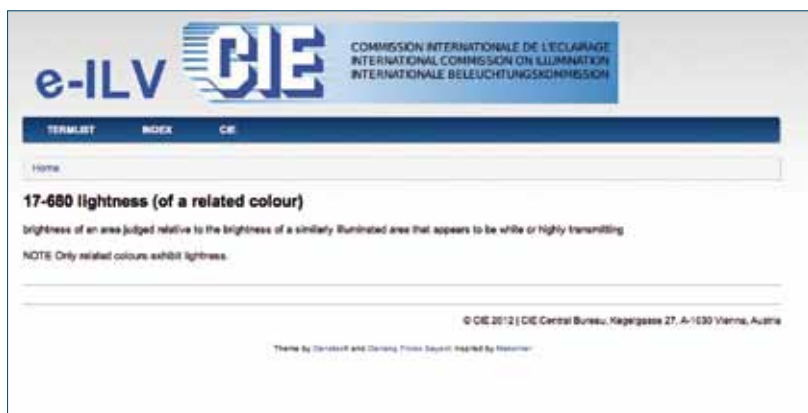 e-ILV CIE
COMMISSION INTERNATIONALE DE L'ECLAIRAGE
INTERNATIONAL COMMISSION ON ILLUMINATION
INTERNATIONALE BELEUCHTUNGSKOMMISSION
TERMLIST INDEX CIE
Home
17-680 lightness (of a related colour)
brightness of an area judged relative to the brightness of a similarly illuminated area that appears to be white or highly transmitting
NOTE Only related colours exhibit lightness.
© CIE 2012 | CIE Central Bureau, Kegelgasse 27, A-1030 Vienna, Austria
Theme by and inspired by